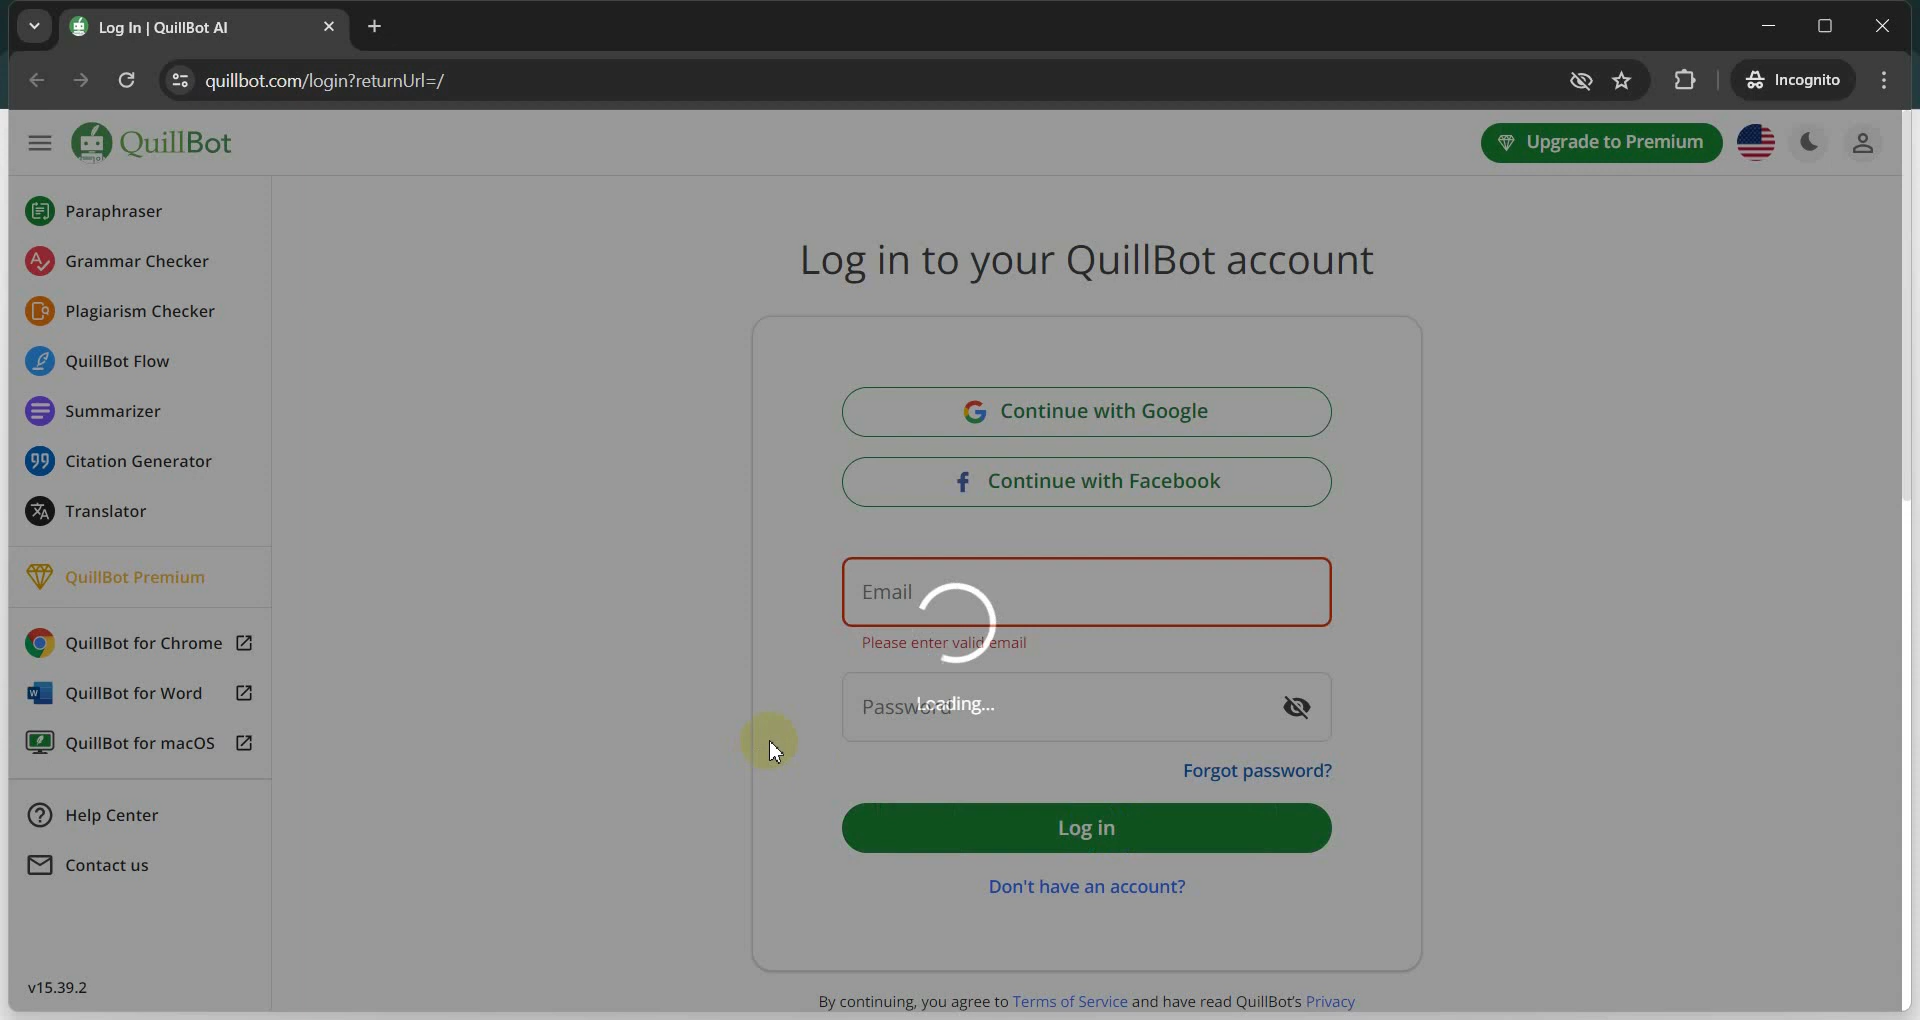 Log In | QuillBot AI
quillbot.com/login?returnUrl=/
Incognito
QuillBot
Upgrade to Premium
Paraphraser
Grammar Checker
Plagiarism Checker
QuillBot Flow
Summarizer
Citation Generator
Translator
QuillBot Premium
QuillBot for Chrome
QuillBot for Word
QuillBot for macOS
Help Center
Contact us
v15.39.2
Log in to your QuillBot account
Continue with Google
Continue with Facebook
Email
Please enter valid email
Password
Loading...
Forgot password?
Log in
Don't have an account?
By continuing, you agree to Terms of Service and have read QuillBot's Privacy